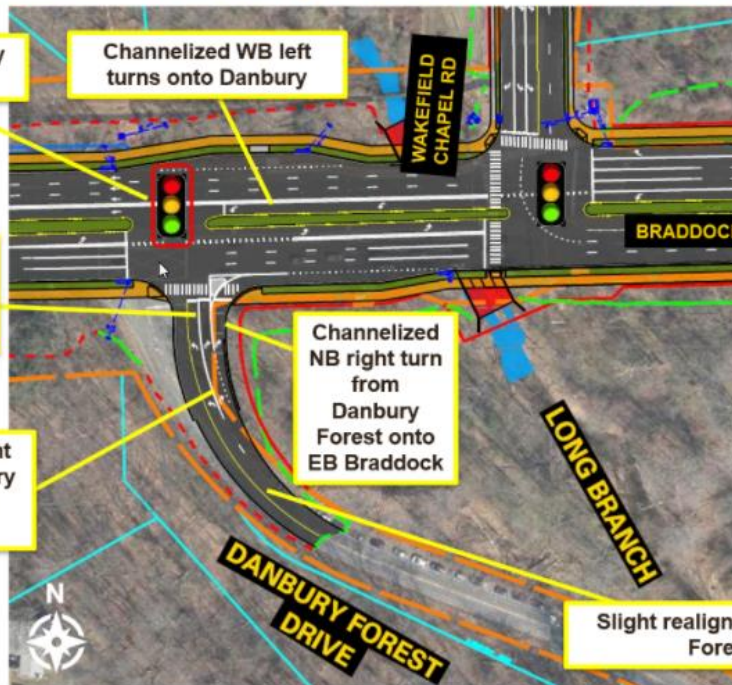 Channelized WB left
turns onto Danbury
WAKEFIELD
CHAPEL RD
BRADDOCK
Channelized
NB right turn
from
Danbury
Forest onto
EB Braddock
LONG BRANCH
DANBURY FOREST
DRIVE
N
Slight realign
Fore